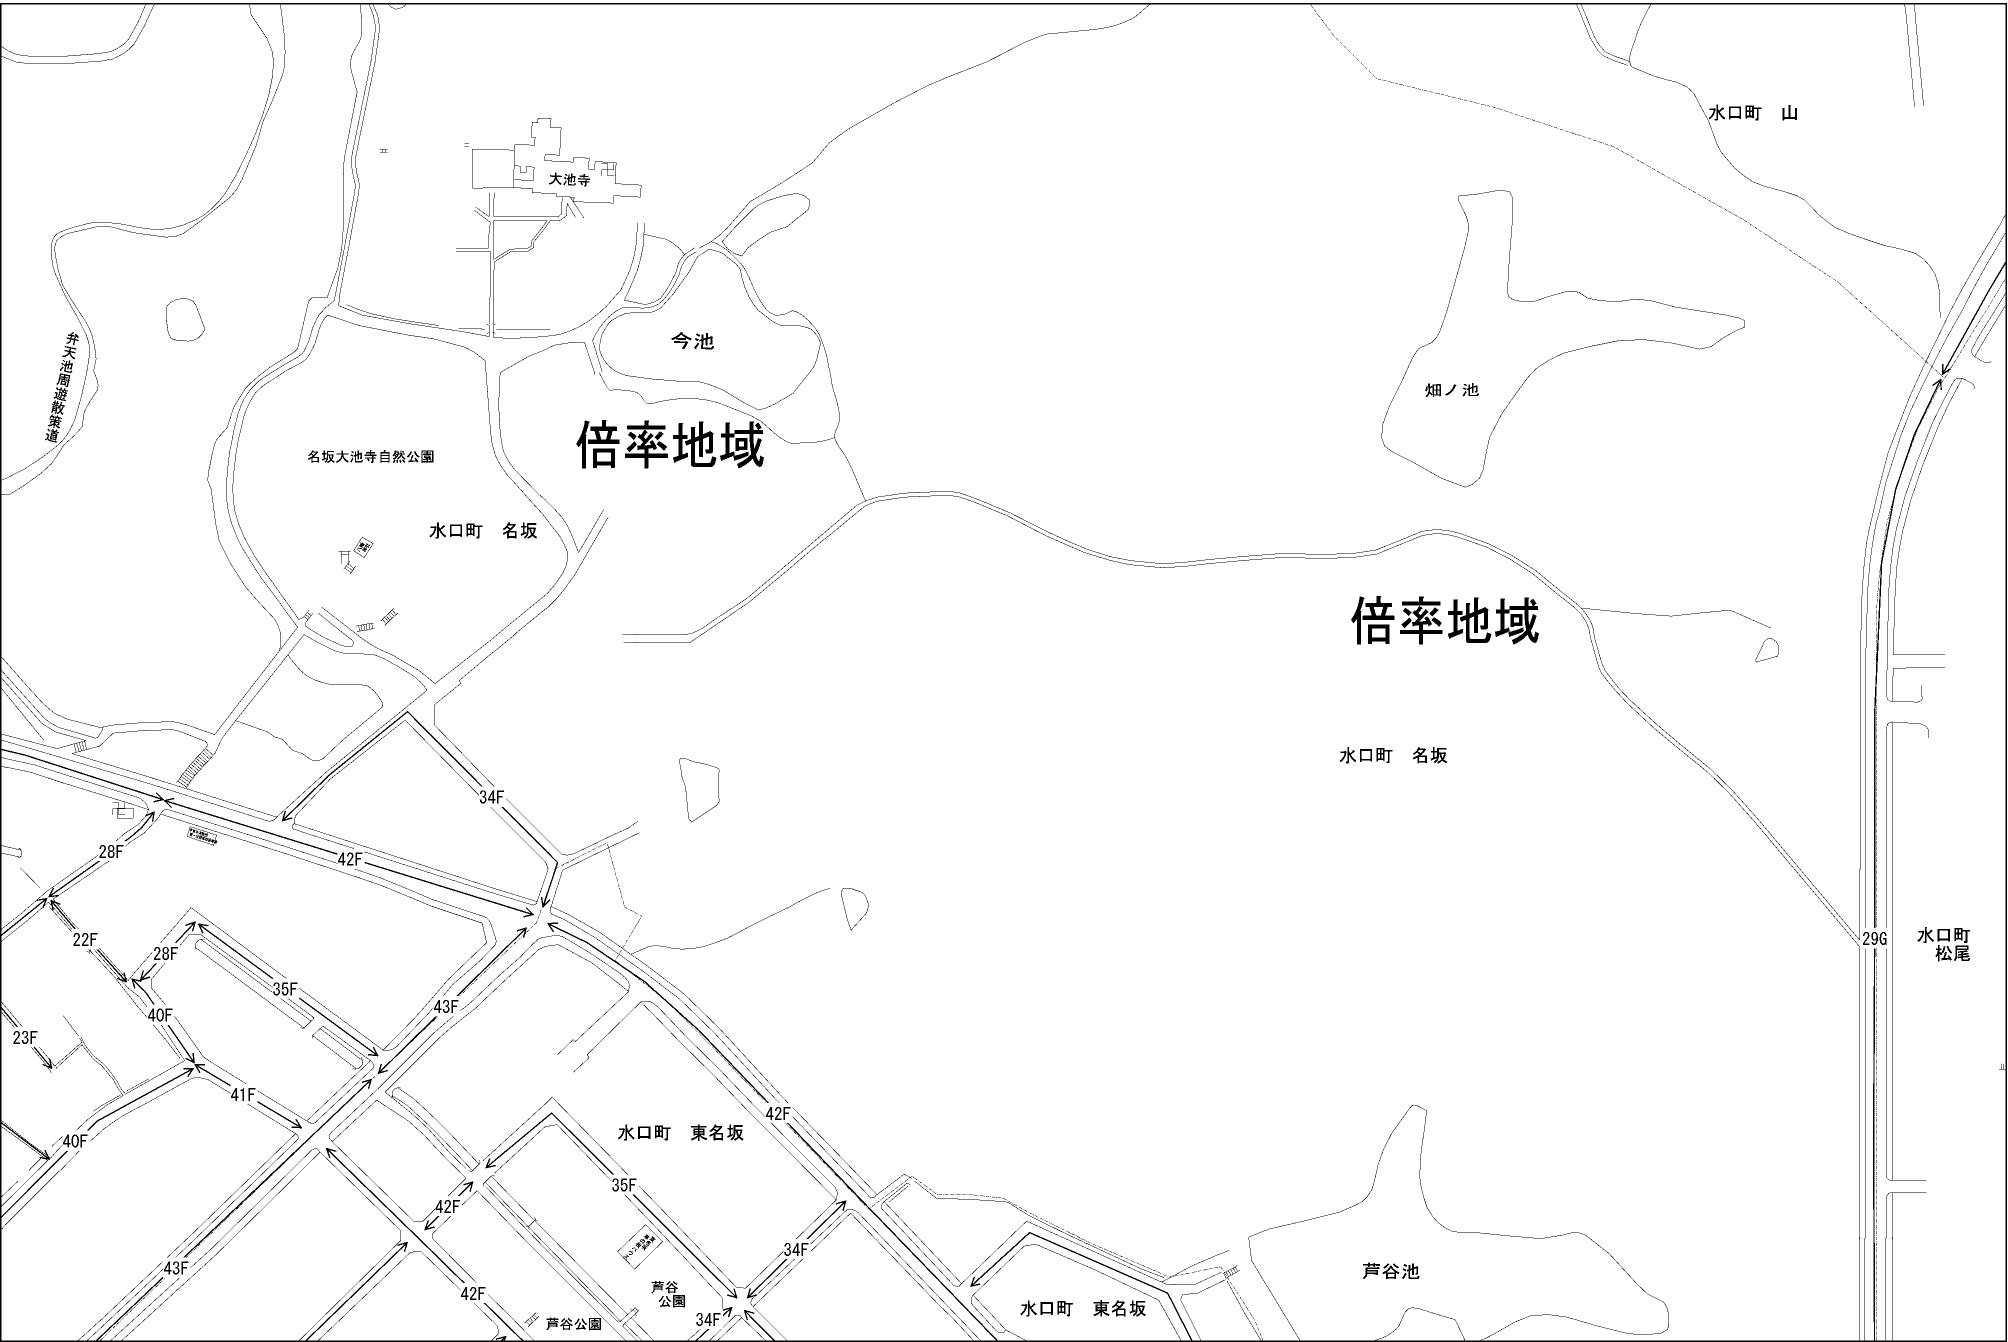 水口町　山
大池寺
今池
弁天池周遊散策道
畑ノ池
倍率地域
名坂大池寺自然公園
水口町　名坂
倍率地域
水口町　名坂
34F
28F
42F
22F
28F
35F
43F
40F
23F
41F
40F
29G
水口町
松尾
42F
水口町　東名坂
35F
42F
34F
43F
42F
芦谷
公園
34F
芦谷公園
芦谷池
水口町　東名坂